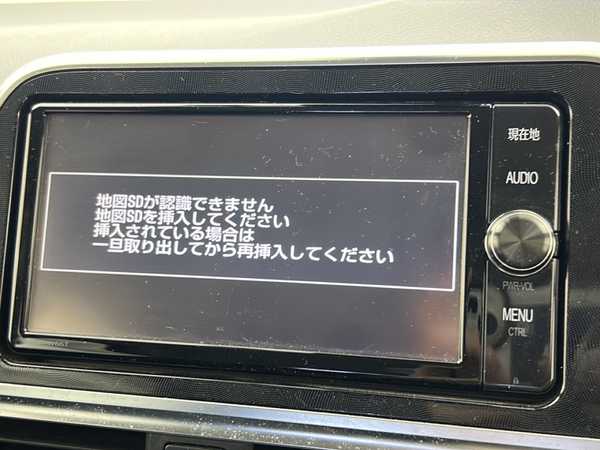 地図SDが認識できません
地図SDを挿入してください
挿入されている場合は
一旦取り出してから再挿入してください
現在地
AUDIO
PWR-VOL
MENU
CTRL